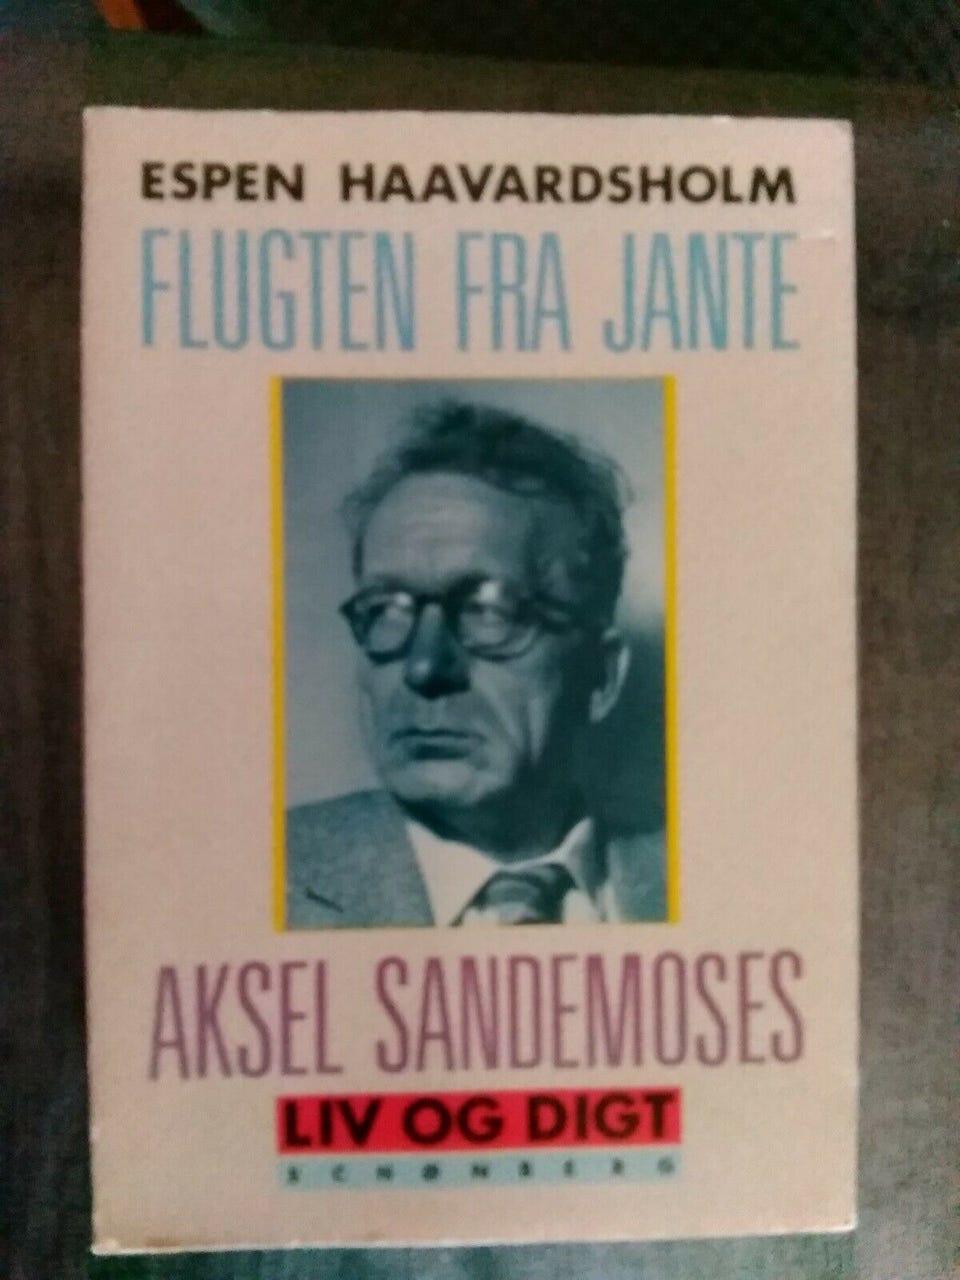 ESPEN HAAVARDSHOLM
FLUGTEN FRA JANTE
AKSEL SANDEMOSES
LIV OG DIGT
SCHØNBERG